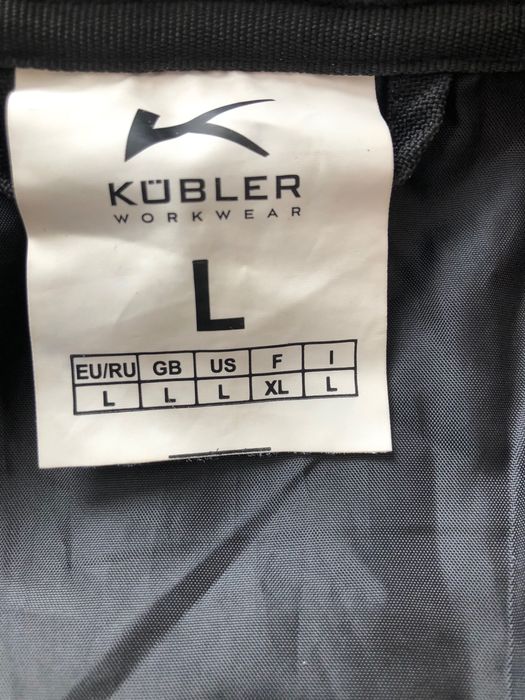 KÜBLER
WORKWEAR
L
EU/RU GB US F I
L L L XL L